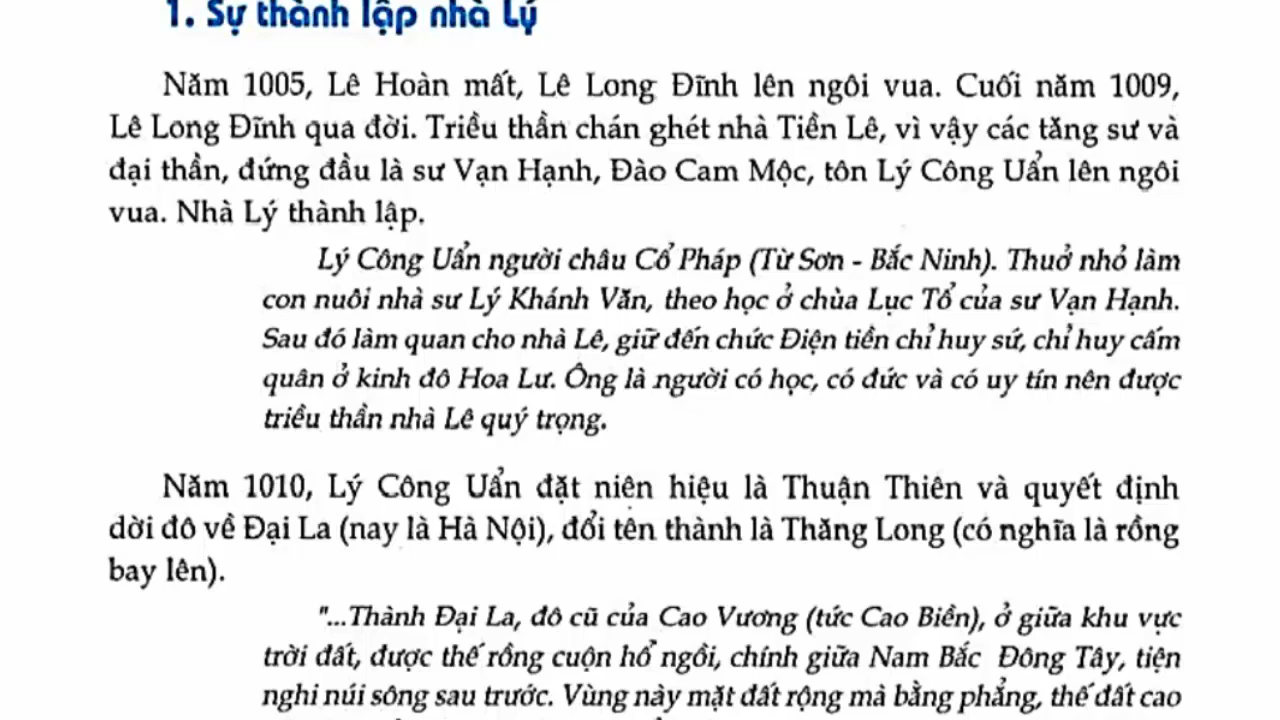 1. Sự thành lập nhà Lý
Năm 1005, Lê Hoàn mất, Lê Long Đĩnh lên ngôi vua. Cuối năm 1009,
Lê Long Đĩnh qua đời. Triều thần chán ghét nhà Tiền Lê, vì vậy các tăng sư và
đại thần, đứng đầu là sư Vạn Hạnh, Đào Cam Mộc, tôn Lý Công Uẩn lên ngôi
vua. Nhà Lý thành lập.
Lý Công Uẩn người châu Cổ Pháp (Từ Sơn - Bắc Ninh). Thuở nhỏ làm
con nuôi nhà sư Lý Khánh Văn, theo học ở chùa Lục Tổ của sư Vạn Hạnh.
Sau đó làm quan cho nhà Lê, giữ đến chức Điện tiền chỉ huy sứ, chỉ huy cấm
quân ở kinh đô Hoa Lư. Ông là người có học, có đức và có uy tín nên được
triều thần nhà Lê quý trọng.
Năm 1010, Lý Công Uẩn đặt niên hiệu là Thuận Thiên và quyết định
dời đô về Đại La (nay là Hà Nội), đổi tên thành là Thăng Long (có nghĩa là rồng
bay lên).
"...Thành Đại La, đô cũ của Cao Vương (tức Cao Biền), ở giữa khu vực
trời đất, được thế rồng cuộn hổ ngồi, chính giữa Nam Bắc Đông Tây, tiện
nghi núi sông sau trước. Vùng này mặt đất rộng mà bằng phẳng, thế đất cao